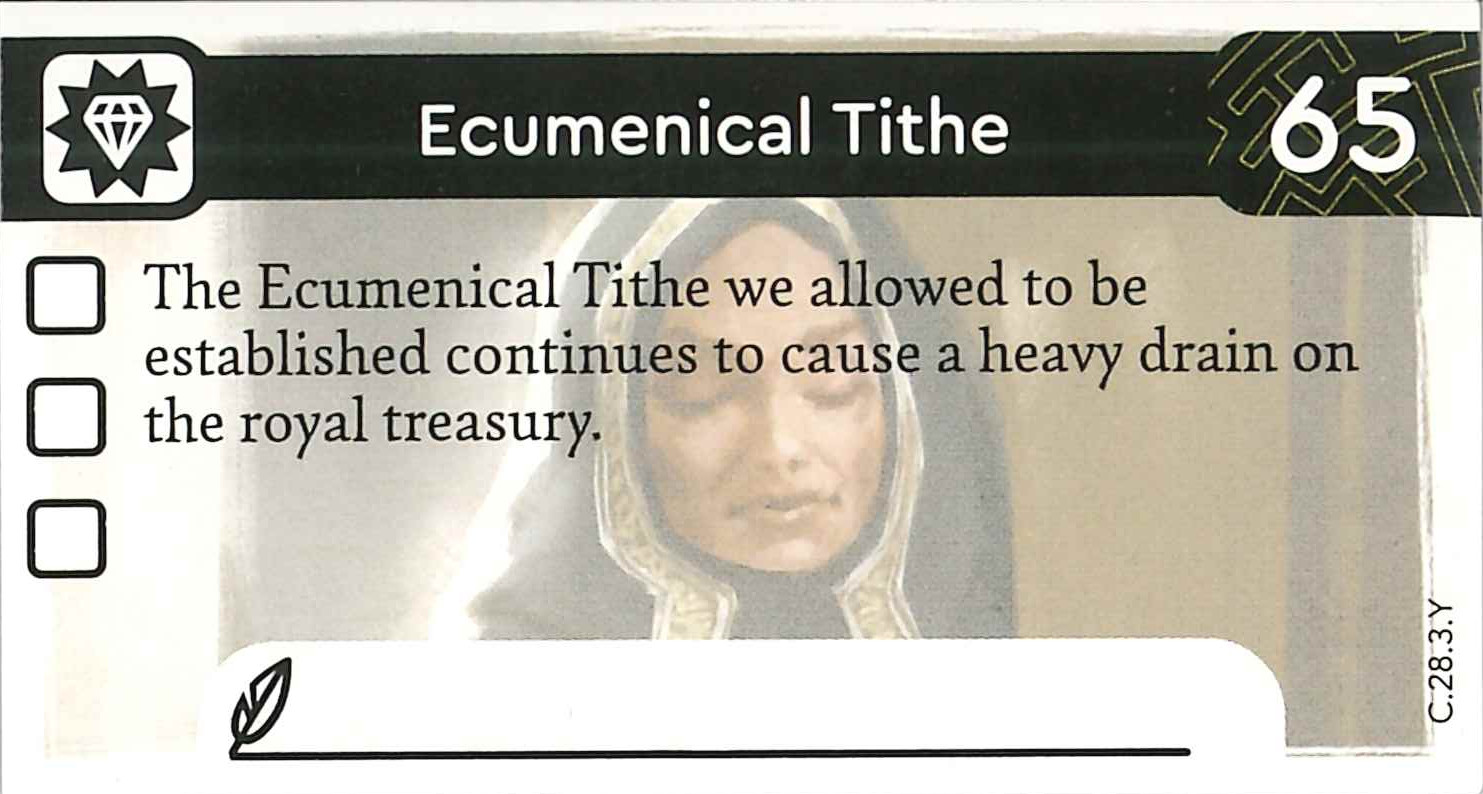 Ecumenical Tithe
65
The Ecumenical Tithe we allowed to be
established continues to cause a heavy drain on
the royal treasury.
C.28.3.Y